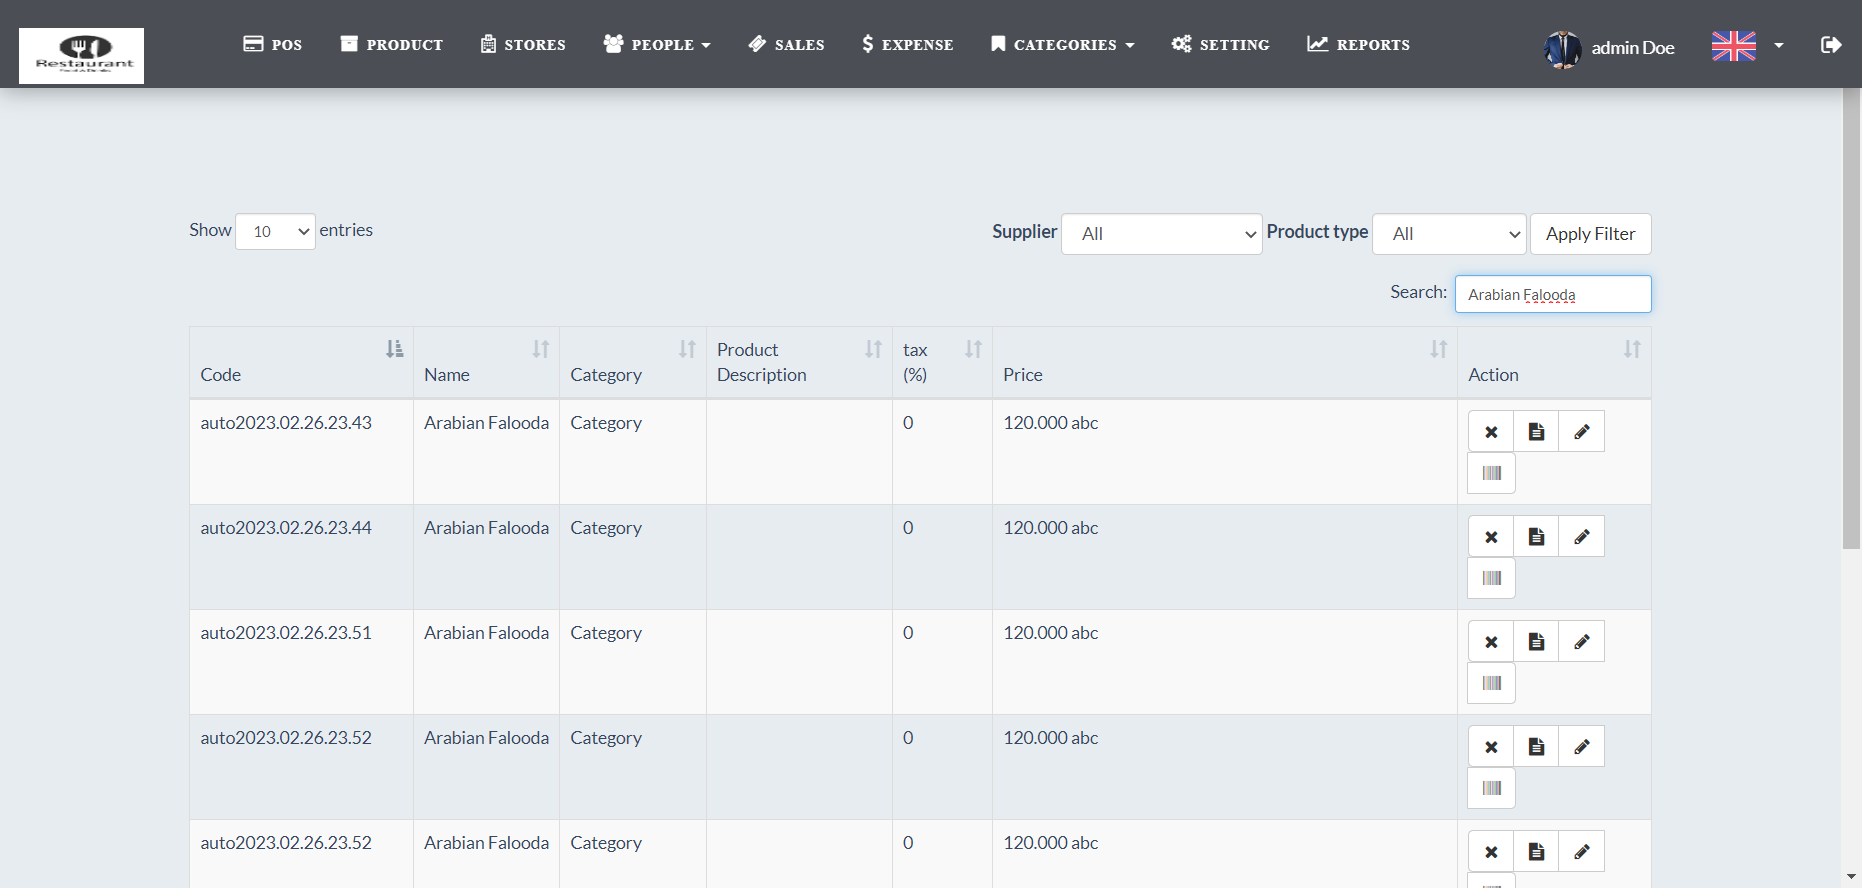 Restaurant
POS PRODUCT STORES PEOPLE SALES EXPENSE CATEGORIES SETTING REPORTS admin Doe
Show 10 entries Supplier All Product type All Apply Filter
Search: Arabian Falooda
Code Name Category Product Description tax (%) Price Action
auto2023.02.26.23.43 Arabian Falooda Category 0 120.000 abc
auto2023.02.26.23.44 Arabian Falooda Category 0 120.000 abc
auto2023.02.26.23.51 Arabian Falooda Category 0 120.000 abc
auto2023.02.26.23.52 Arabian Falooda Category 0 120.000 abc
auto2023.02.26.23.52 Arabian Falooda Category 0 120.000 abc